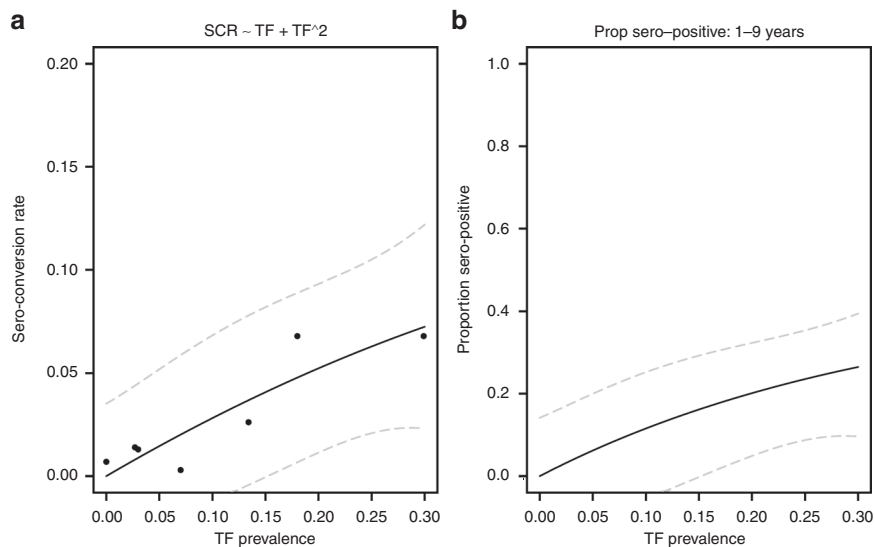 a
SCR ~ TF + TF^2
0.20
0.15
0.10
0.05
0.00
Sero-conversion rate
0.00 0.05 0.10 0.15 0.20 0.25 0.30
TF prevalence
b
Prop sero–positive: 1–9 years
1.0
0.8
0.6
0.4
0.2
0.0
Proportion sero-positive
0.00 0.05 0.10 0.15 0.20 0.25 0.30
TF prevalence